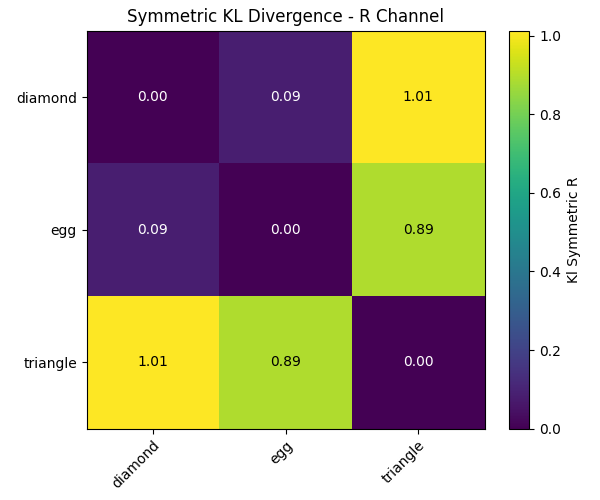 Symmetric KL Divergence - R Channel
diamond
0.00
0.09
1.01
egg
0.09
0.00
0.89
triangle
1.01
0.89
0.00
diamond
egg
triangle
1.0
0.8
0.6
0.4
0.2
0.0
Kl Symmetric R